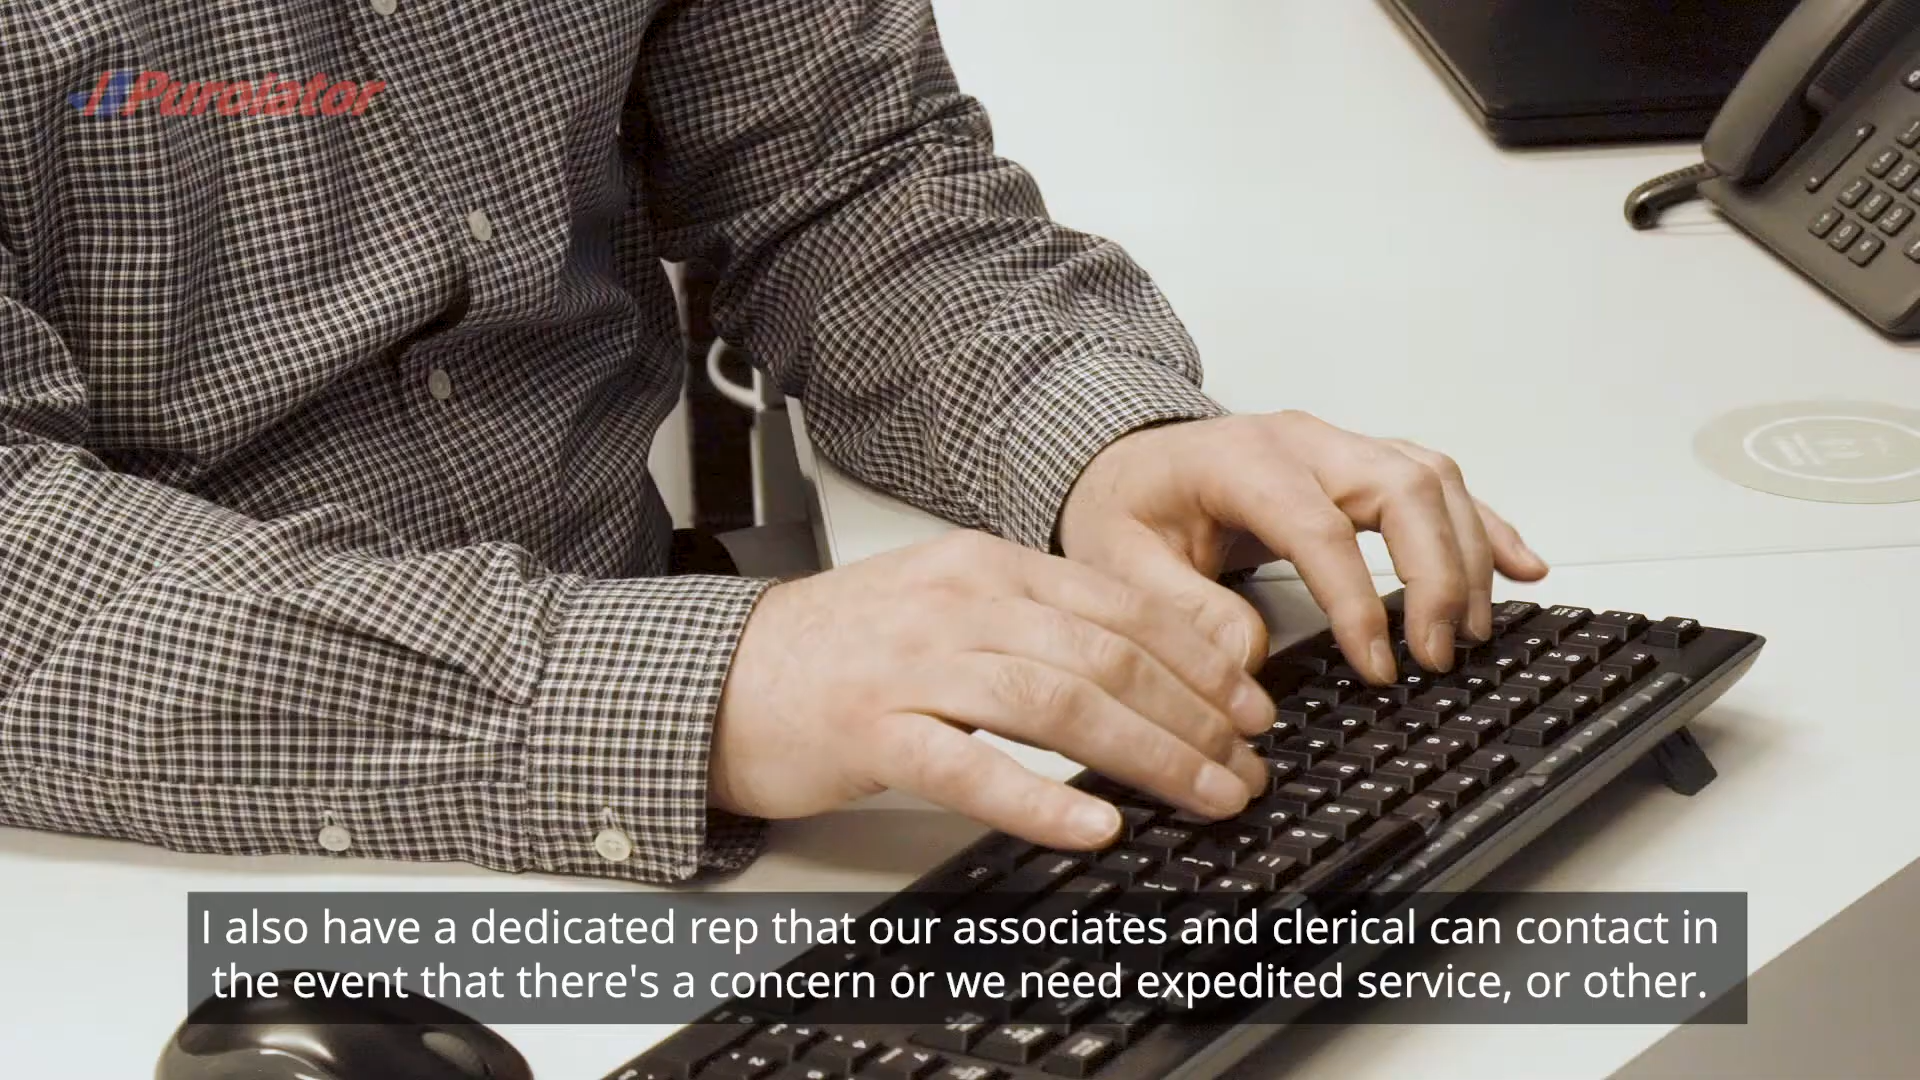 Purolator
I also have a dedicated rep that our associates and clerical can contact in
the event that there's a concern or we need expedited service, or other.